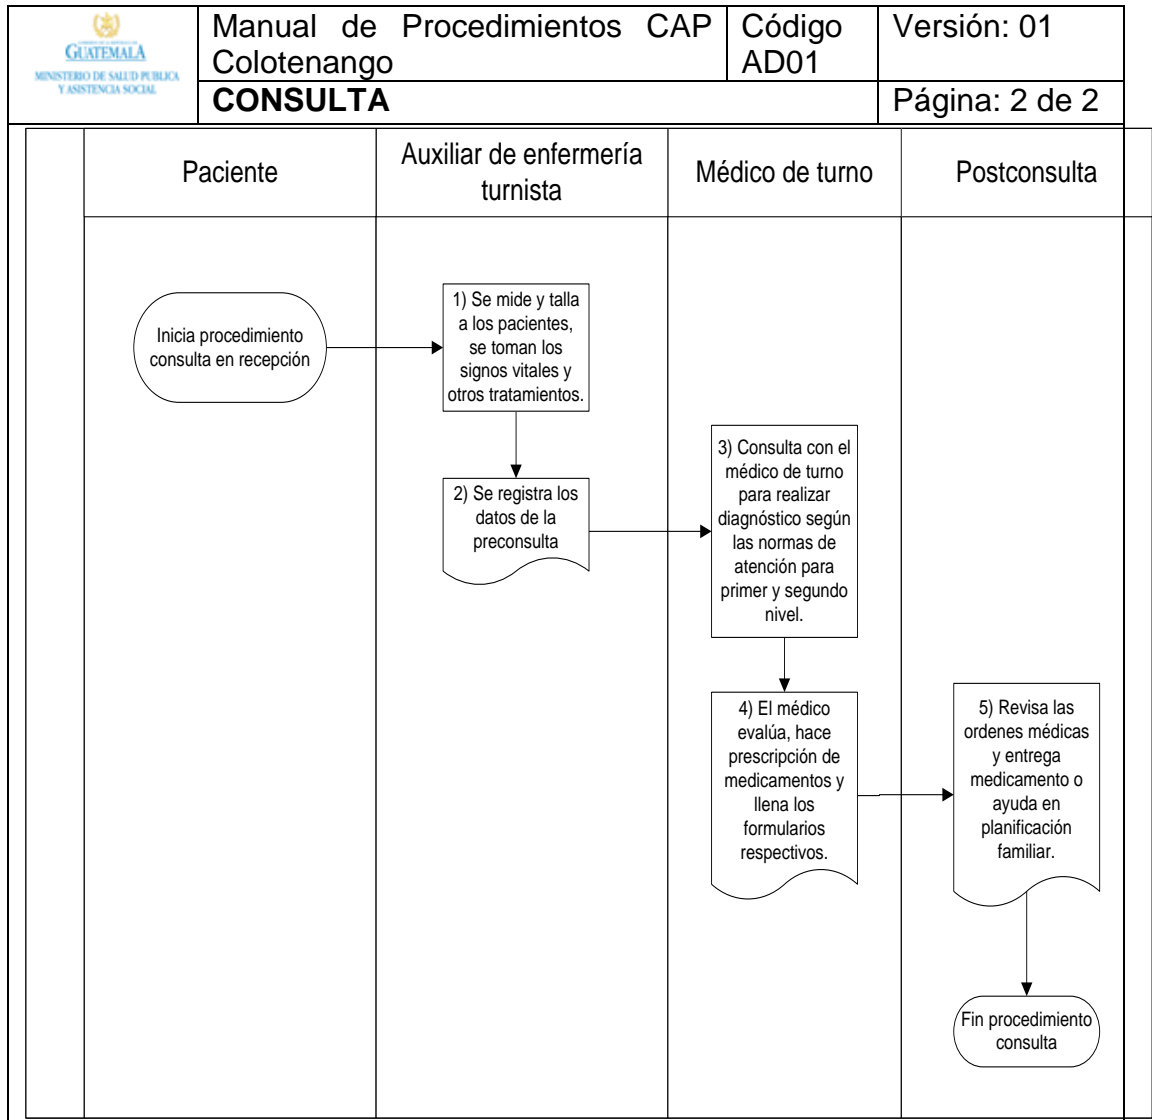 GUATEMALA
MINISTERIO DE SALUD PUBLICA
Y ASISTENCIA SOCIAL
Manual de Procedimientos CAP
Colotenango
Código
AD01
Versión: 01
CONSULTA
Página: 2 de 2
Paciente
Auxiliar de enfermería
turnista
Médico de turno
Postconsulta
Inicia procedimiento
consulta en recepción
1) Se mide y talla
a los pacientes,
se toman los
signos vitales y
otros tratamientos.
2) Se registra los
datos de la
preconsulta
3) Consulta con el
médico de turno
para realizar
diagnóstico según
las normas de
atención para
primer y segundo
nivel.
4) El médico
evalúa, hace
prescripción de
medicamentos y
llena los
formularios
respectivos.
5) Revisa las
ordenes médicas
y entrega
medicamento o
ayuda en
planificación
familiar.
Fin procedimiento
consulta